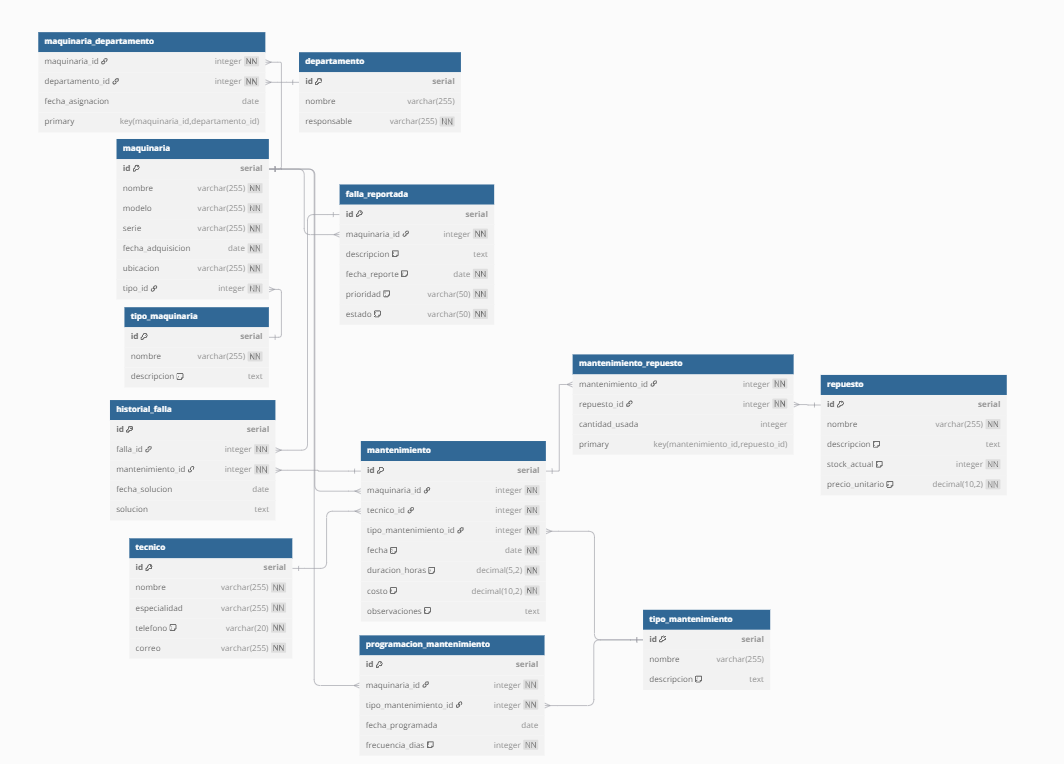 maquinaria_departamento
maquinaria_id integer NN
departamento_id integer NN
fecha_asignacion date
primary key(maquinaria_id,departamento_id)
departamento
id serial
nombre varchar(255)
responsable varchar(255) NN
maquinaria
id serial
nombre varchar(255) NN
modelo varchar(255) NN
serie varchar(255) NN
fecha_adquisicion date NN
ubicacion varchar(255) NN
tipo_id integer NN
falla_reportada
id serial
maquinaria_id integer NN
descripcion text
fecha_reporte date NN
prioridad varchar(50) NN
estado varchar(50) NN
tipo_maquinaria
id serial
nombre varchar(255) NN
descripcion text
historial_falla
id serial
falla_id integer NN
mantenimiento_id integer NN
fecha_solucion date
solucion text
mantenimiento_repuesto
mantenimiento_id integer NN
repuesto_id integer NN
cantidad_usada integer
primary key(mantenimiento_id,repuesto_id)
repuesto
id serial
nombre varchar(255) NN
descripcion text
stock_actual integer NN
precio_unitario decimal(10,2) NN
mantenimiento
id serial
maquinaria_id integer NN
tecnico_id integer NN
tipo_mantenimiento_id integer NN
fecha date NN
duracion_horas decimal(5,2) NN
costo decimal(10,2) NN
observaciones text
tecnico
id serial
nombre varchar(255) NN
especialidad varchar(255) NN
telefono varchar(20) NN
correo varchar(255) NN
tipo_mantenimiento
id serial
nombre varchar(255)
descripcion text
programacion_mantenimiento
id serial
maquinaria_id integer NN
tipo_mantenimiento_id integer NN
fecha_programada date
frecuencia_dias integer NN